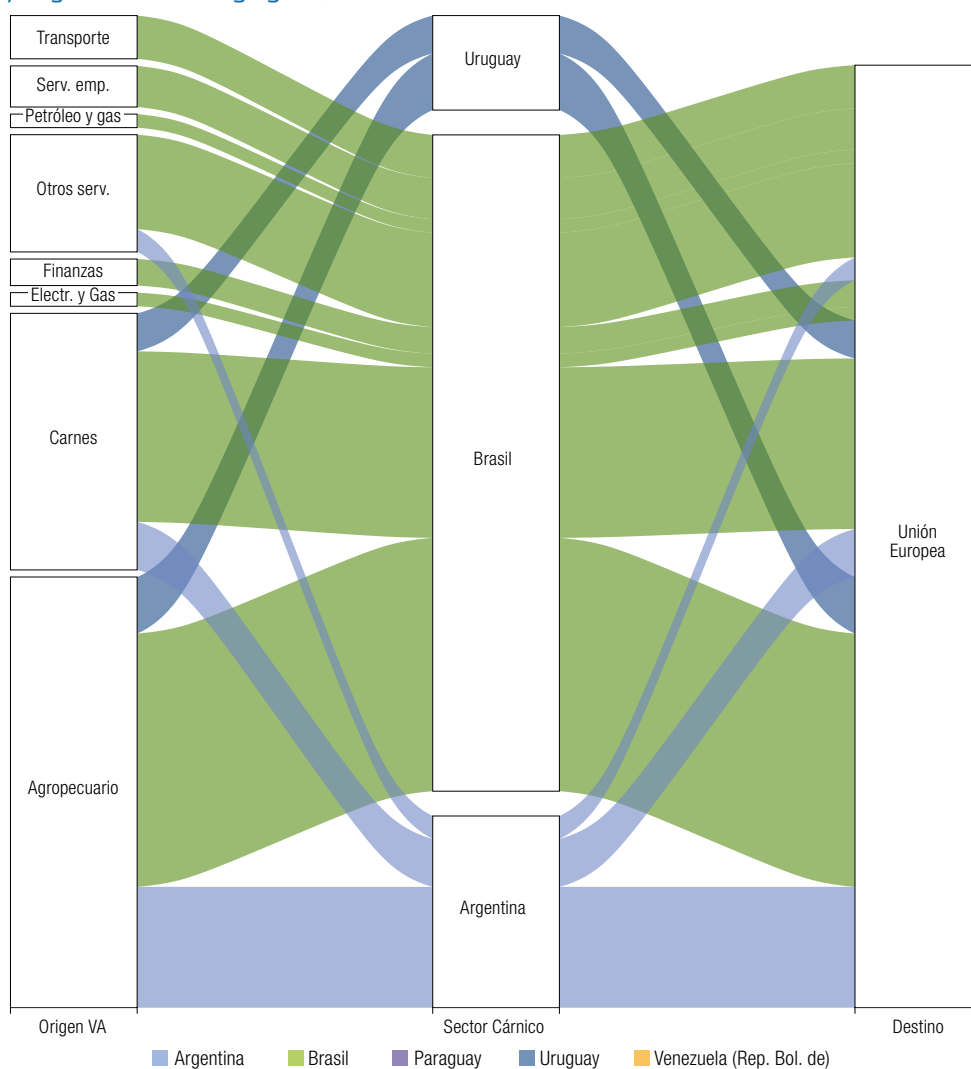 Transporte
Serv. emp.
Petróleo y gas
Otros serv.
Finanzas
Electr. y Gas
Carnes
Agropecuario
Uruguay
Brasil
Argentina
Unión
Europea
Origen VA
Sector Cárnico
Destino
Argentina Brasil Paraguay Uruguay Venezuela (Rep. Bol. de)